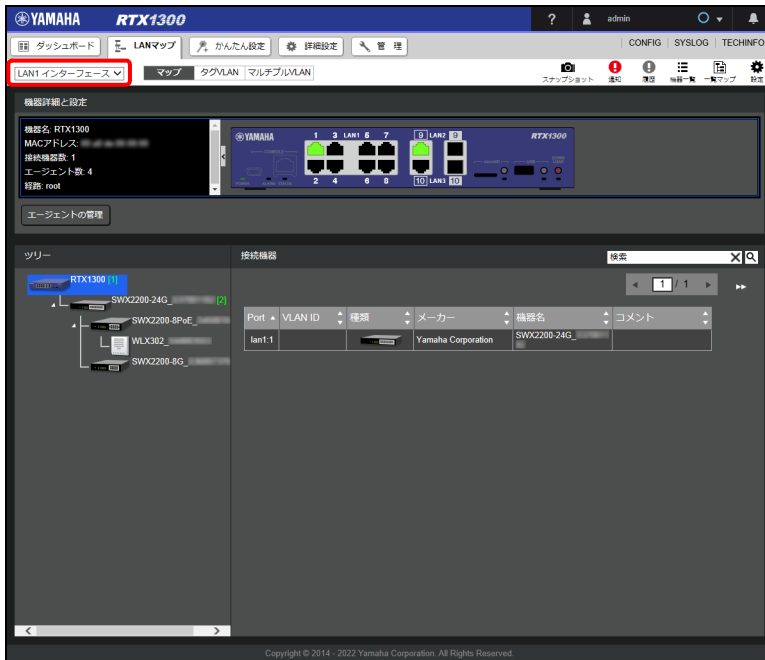 YAMAHA RTX1300 ? admin
ダッシュボード LANマップ かんたん設定 詳細設定 管 理 CONFIG SYSLOG TECHINFO
LAN1 インターフェース マップ タグVLAN マルチプルVLAN スナップショット 通知 履歴 機器一覧 一覧マップ 設定
機器詳細と設定
機器名: RTX1300
MACアドレス:
接続機器数: 1
エージェント数: 4
経路: root
YAMAHA 1 3 LAN1 5 7 9 LAN2 9 RTX1300
CONSOLE
POWER ALARM STATUS 2 4 6 8 10 LAN3 10
エージェントの管理
ツリー 接続機器 検索
RTX1300 [1]
SWX2200-24G_ [2]
SWX2200-8PoE_
WLX302_
SWX2200-8G_
1 / 1
Port VLAN ID 種類 メーカー 機器名 コメント
lan1:1 Yamaha Corporation SWX2200-24G_
Copyright © 2014 - 2022 Yamaha Corporation. All Rights Reserved.